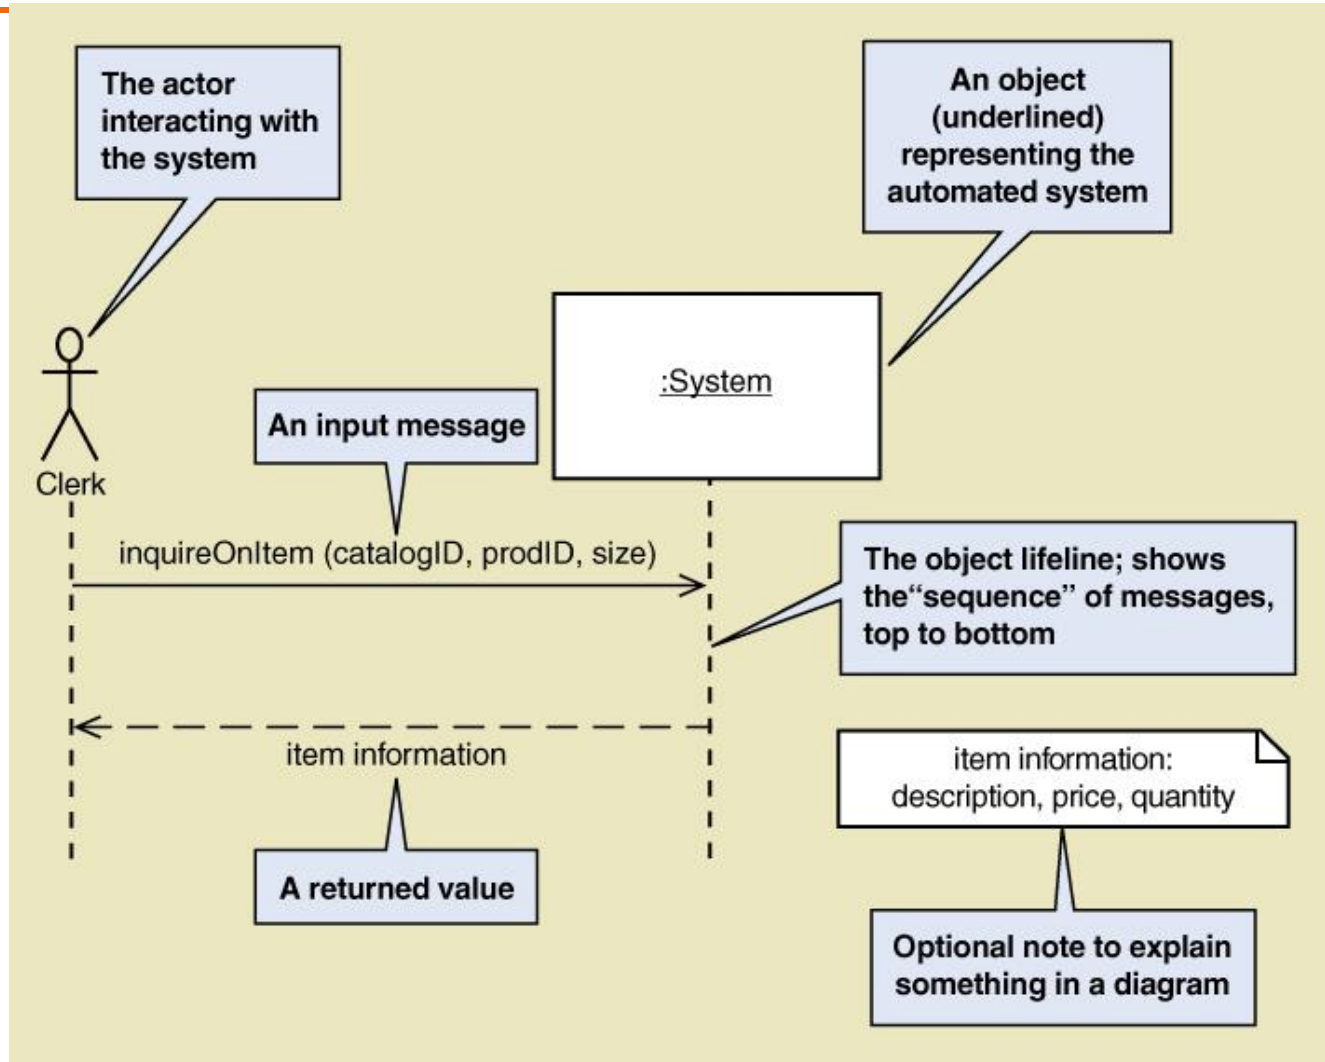 The actor
interacting with
the system
An object
(underlined)
representing the
automated system
:System
An input message
Clerk
inquireOnItem (catalogID, prodID, size)
The object lifeline; shows
the“sequence” of messages,
top to bottom
item information
item information:
description, price, quantity
A returned value
Optional note to explain
something in a diagram